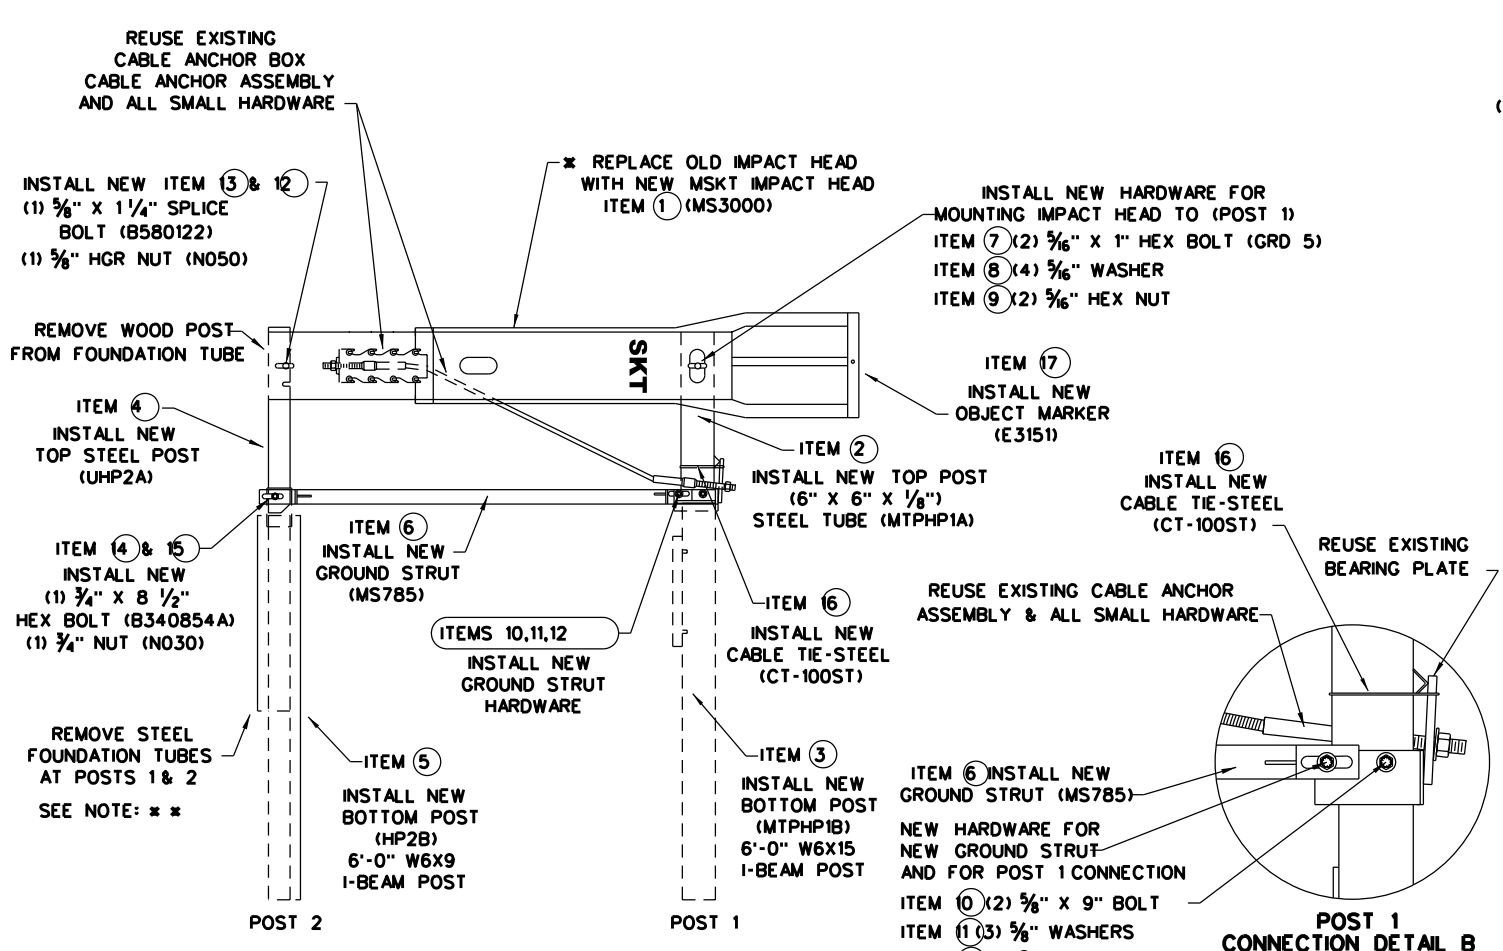 REUSE EXISTING
CABLE ANCHOR BOX
CABLE ANCHOR ASSEMBLY
AND ALL SMALL HARDWARE
INSTALL NEW ITEM 13 & 12
(1) 5/8" X 1 1/4" SPLICE
BOLT (B580122)
(1) 5/8" HGR NUT (N050)
* REPLACE OLD IMPACT HEAD
WITH NEW MSKT IMPACT HEAD
ITEM 1 (MS3000)
INSTALL NEW HARDWARE FOR
MOUNTING IMPACT HEAD TO (POST 1)
ITEM 7 (2) 5/16" X 1" HEX BOLT (GRD 5)
ITEM 8 (4) 5/16" WASHER
ITEM 9 (2) 5/16" HEX NUT
REMOVE WOOD POST
FROM FOUNDATION TUBE
SKT
ITEM 17
INSTALL NEW
OBJECT MARKER
(E3151)
ITEM 4
INSTALL NEW
TOP STEEL POST
(UHP2A)
ITEM 2
INSTALL NEW TOP POST
(6" X 6" X 1/8")
STEEL TUBE (MTPHP1A)
ITEM 16
INSTALL NEW
CABLE TIE-STEEL
(CT-100ST)
REUSE EXISTING
BEARING PLATE
ITEM 14 & 15
INSTALL NEW
(1) 3/4" X 8 1/2"
HEX BOLT (B340854A)
(1) 3/4" NUT (N030)
ITEM 6
INSTALL NEW
GROUND STRUT
(MS785)
REUSE EXISTING CABLE ANCHOR
ASSEMBLY & ALL SMALL HARDWARE
ITEMS 10,11,12
INSTALL NEW
GROUND STRUT
HARDWARE
ITEM 16
INSTALL NEW
CABLE TIE-STEEL
(CT-100ST)
REMOVE STEEL
FOUNDATION TUBES
AT POSTS 1 & 2
SEE NOTE: * *
ITEM 5
INSTALL NEW
BOTTOM POST
(HP2B)
6'-0" W6X9
I-BEAM POST
ITEM 3
INSTALL NEW
BOTTOM POST
(MTPHP1B)
6'-0" W6X15
I-BEAM POST
ITEM 6 INSTALL NEW
GROUND STRUT (MS785)
NEW HARDWARE FOR
NEW GROUND STRUT
AND FOR POST 1 CONNECTION
ITEM 10 (2) 5/8" X 9" BOLT
ITEM 11 (3) 5/8" WASHERS
POST 2
POST 1
POST 1
CONNECTION DETAIL B